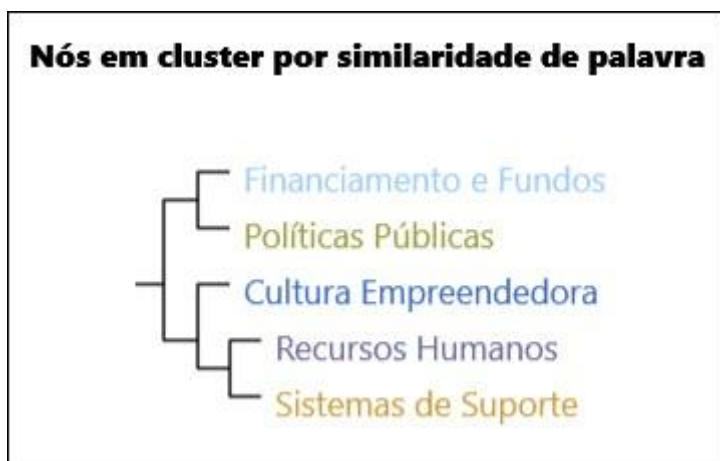 Nós em cluster por similaridade de palavra
Financiamento e Fundos
Políticas Públicas
Cultura Empreendedora
Recursos Humanos
Sistemas de Suporte